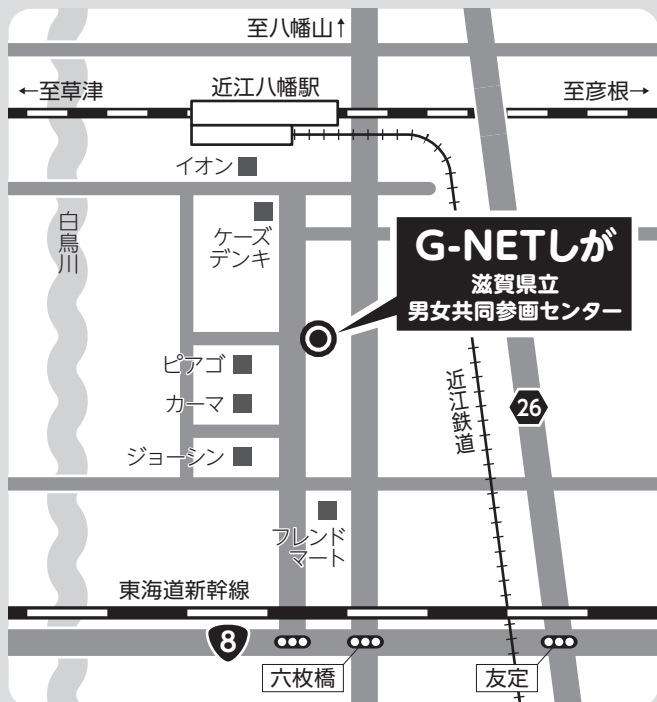 至八幡山↑
←至草津
近江八幡駅
至彦根→
イオン
白鳥川
ケーズ
デンキ
G-NETしが
滋賀県立
男女共同参画センター
ピアゴ
カーマ
近江鉄道
26
ジョーシン
フレンド
マート
東海道新幹線
8
六枚橋
友定